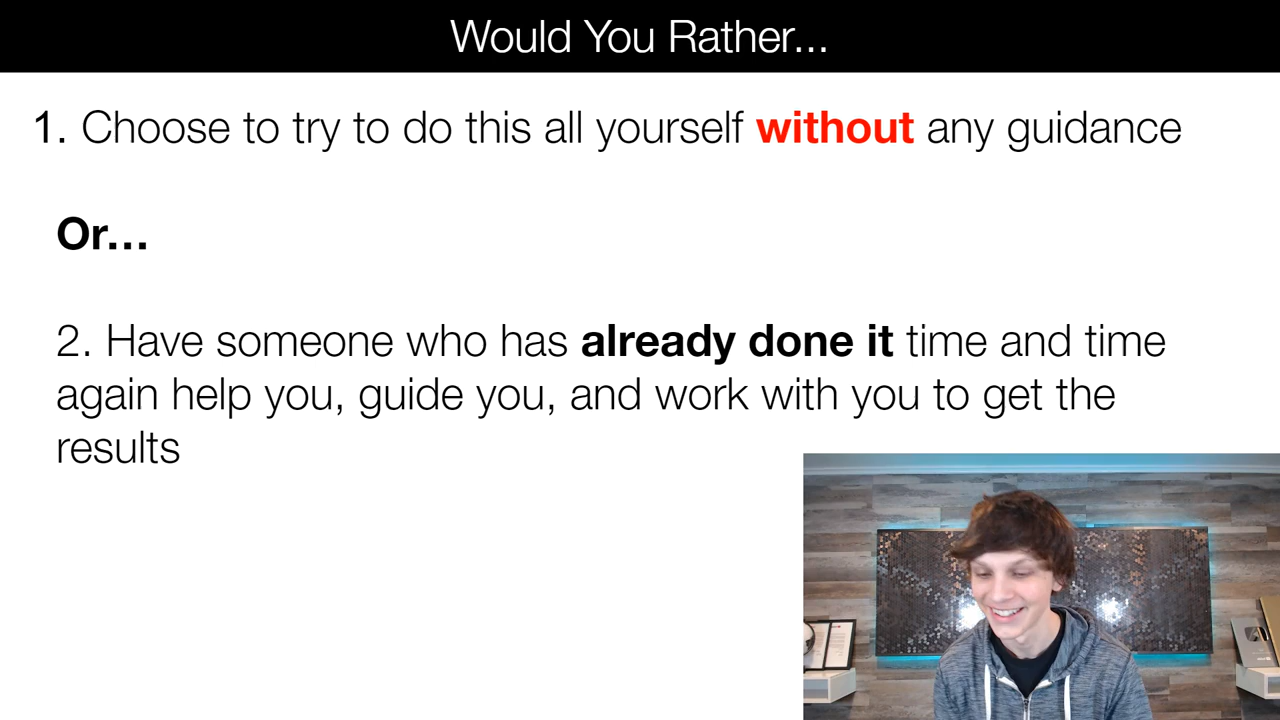 Would You Rather...
1. Choose to try to do this all yourself without any guidance
Or...
2. Have someone who has already done it time and time
again help you, guide you, and work with you to get the
results